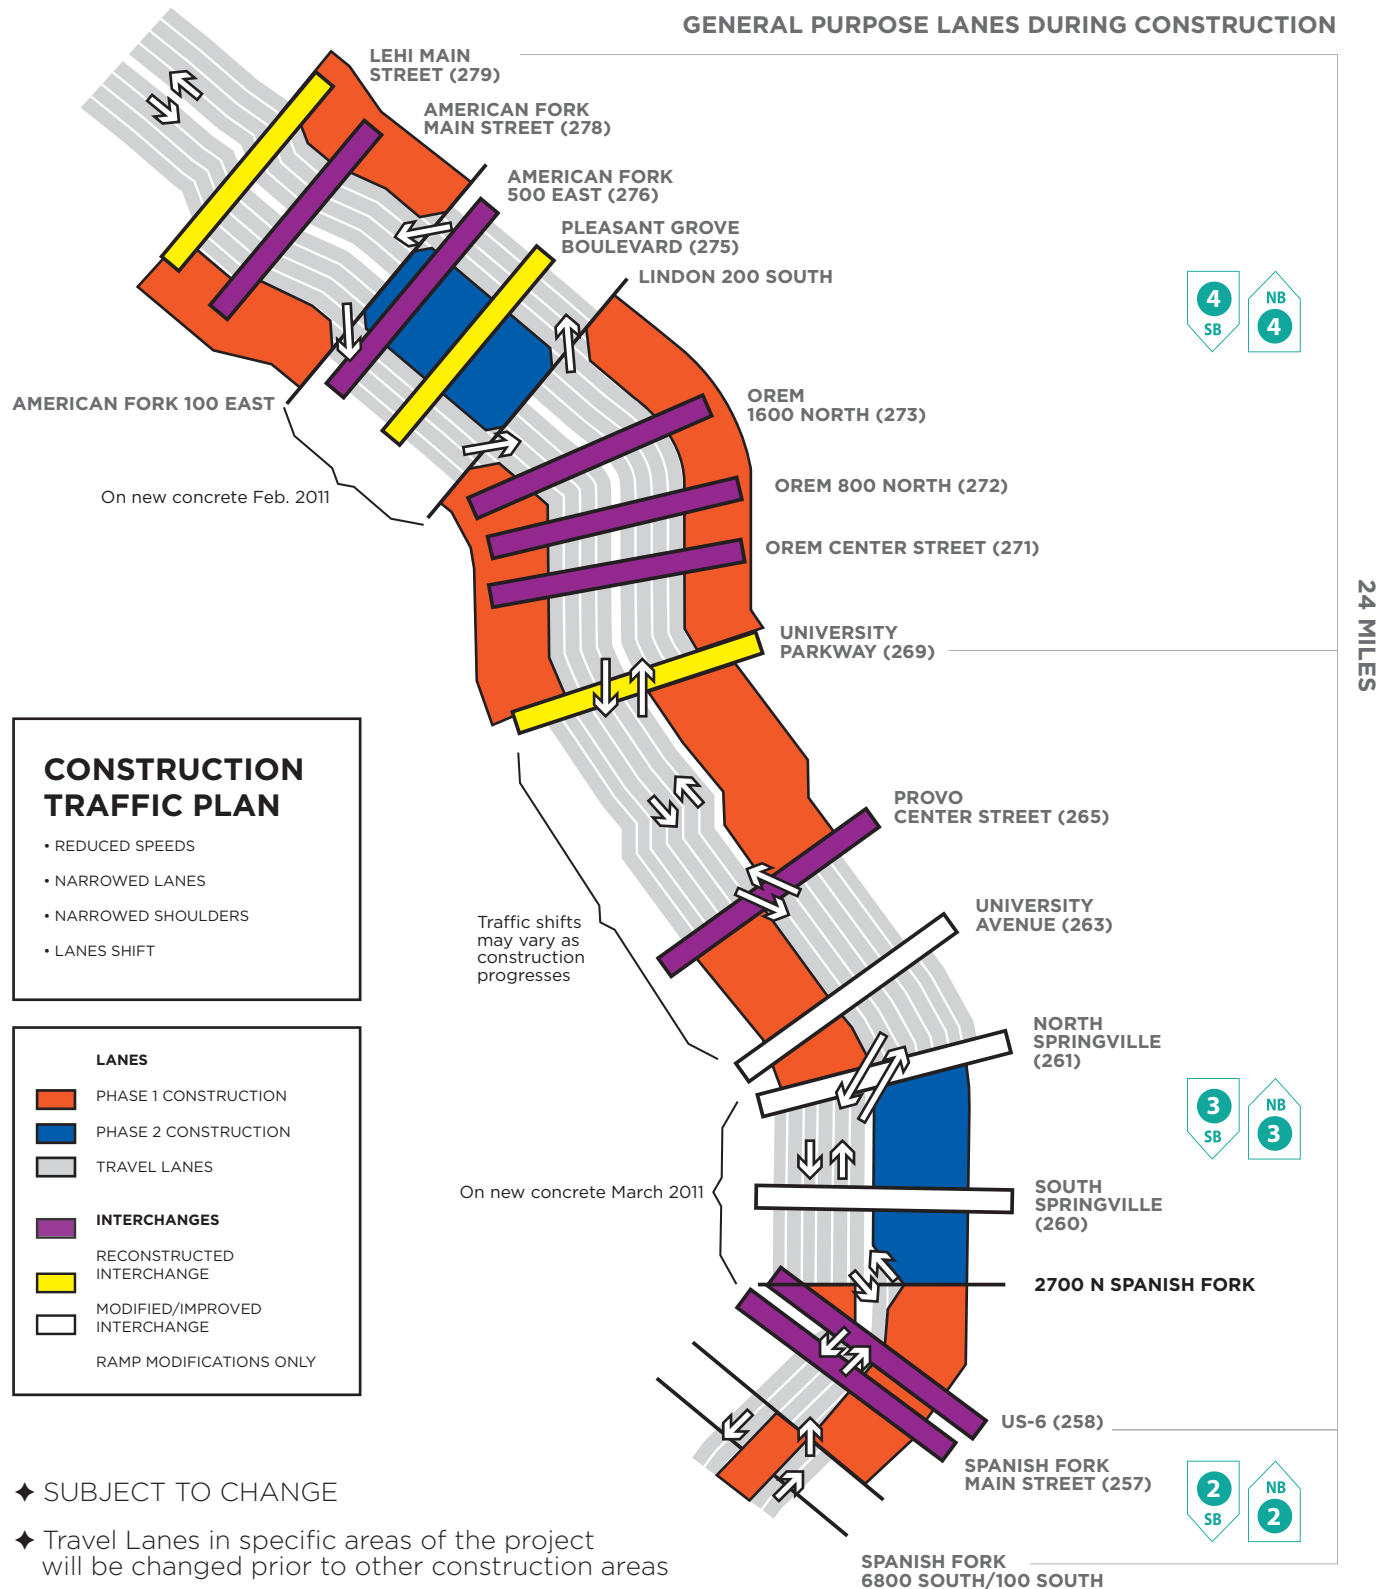 GENERAL PURPOSE LANES DURING CONSTRUCTION
LEHI MAIN
STREET (279)
AMERICAN FORK
MAIN STREET (278)
AMERICAN FORK
500 EAST (276)
PLEASANT GROVE
BOULEVARD (275)
LINDON 200 SOUTH
4
SB
NB
4
AMERICAN FORK 100 EAST
OREM
1600 NORTH (273)
On new concrete Feb. 2011
OREM 800 NORTH (272)
OREM CENTER STREET (271)
24 MILES
UNIVERSITY
PARKWAY (269)
CONSTRUCTION
TRAFFIC PLAN
• REDUCED SPEEDS
• NARROWED LANES
• NARROWED SHOULDERS
• LANES SHIFT
PROVO
CENTER STREET (265)
Traffic shifts
may vary as
construction
progresses
UNIVERSITY
AVENUE (263)
NORTH
SPRINGVILLE
(261)
3
SB
NB
3
LANES
PHASE 1 CONSTRUCTION
PHASE 2 CONSTRUCTION
TRAVEL LANES
INTERCHANGES
RECONSTRUCTED
INTERCHANGE
MODIFIED/IMPROVED
INTERCHANGE
RAMP MODIFICATIONS ONLY
On new concrete March 2011
SOUTH
SPRINGVILLE
(260)
2700 N SPANISH FORK
US-6 (258)
SPANISH FORK
MAIN STREET (257)
2
SB
NB
2
SPANISH FORK
6800 SOUTH/100 SOUTH
✦ SUBJECT TO CHANGE
✦ Travel Lanes in specific areas of the project
will be changed prior to other construction areas